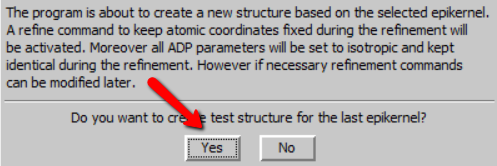 The program is about to create a new structure based on the selected epikernel.
A refine command to keep atomic coordinates fixed during the refinement will
be activated. Moreover all ADP parameters will be set to isotropic and kept
identical during the refinement. However if necessary refinement commands
can be modified later.
Do you want to create test structure for the last epikernel?
Yes No